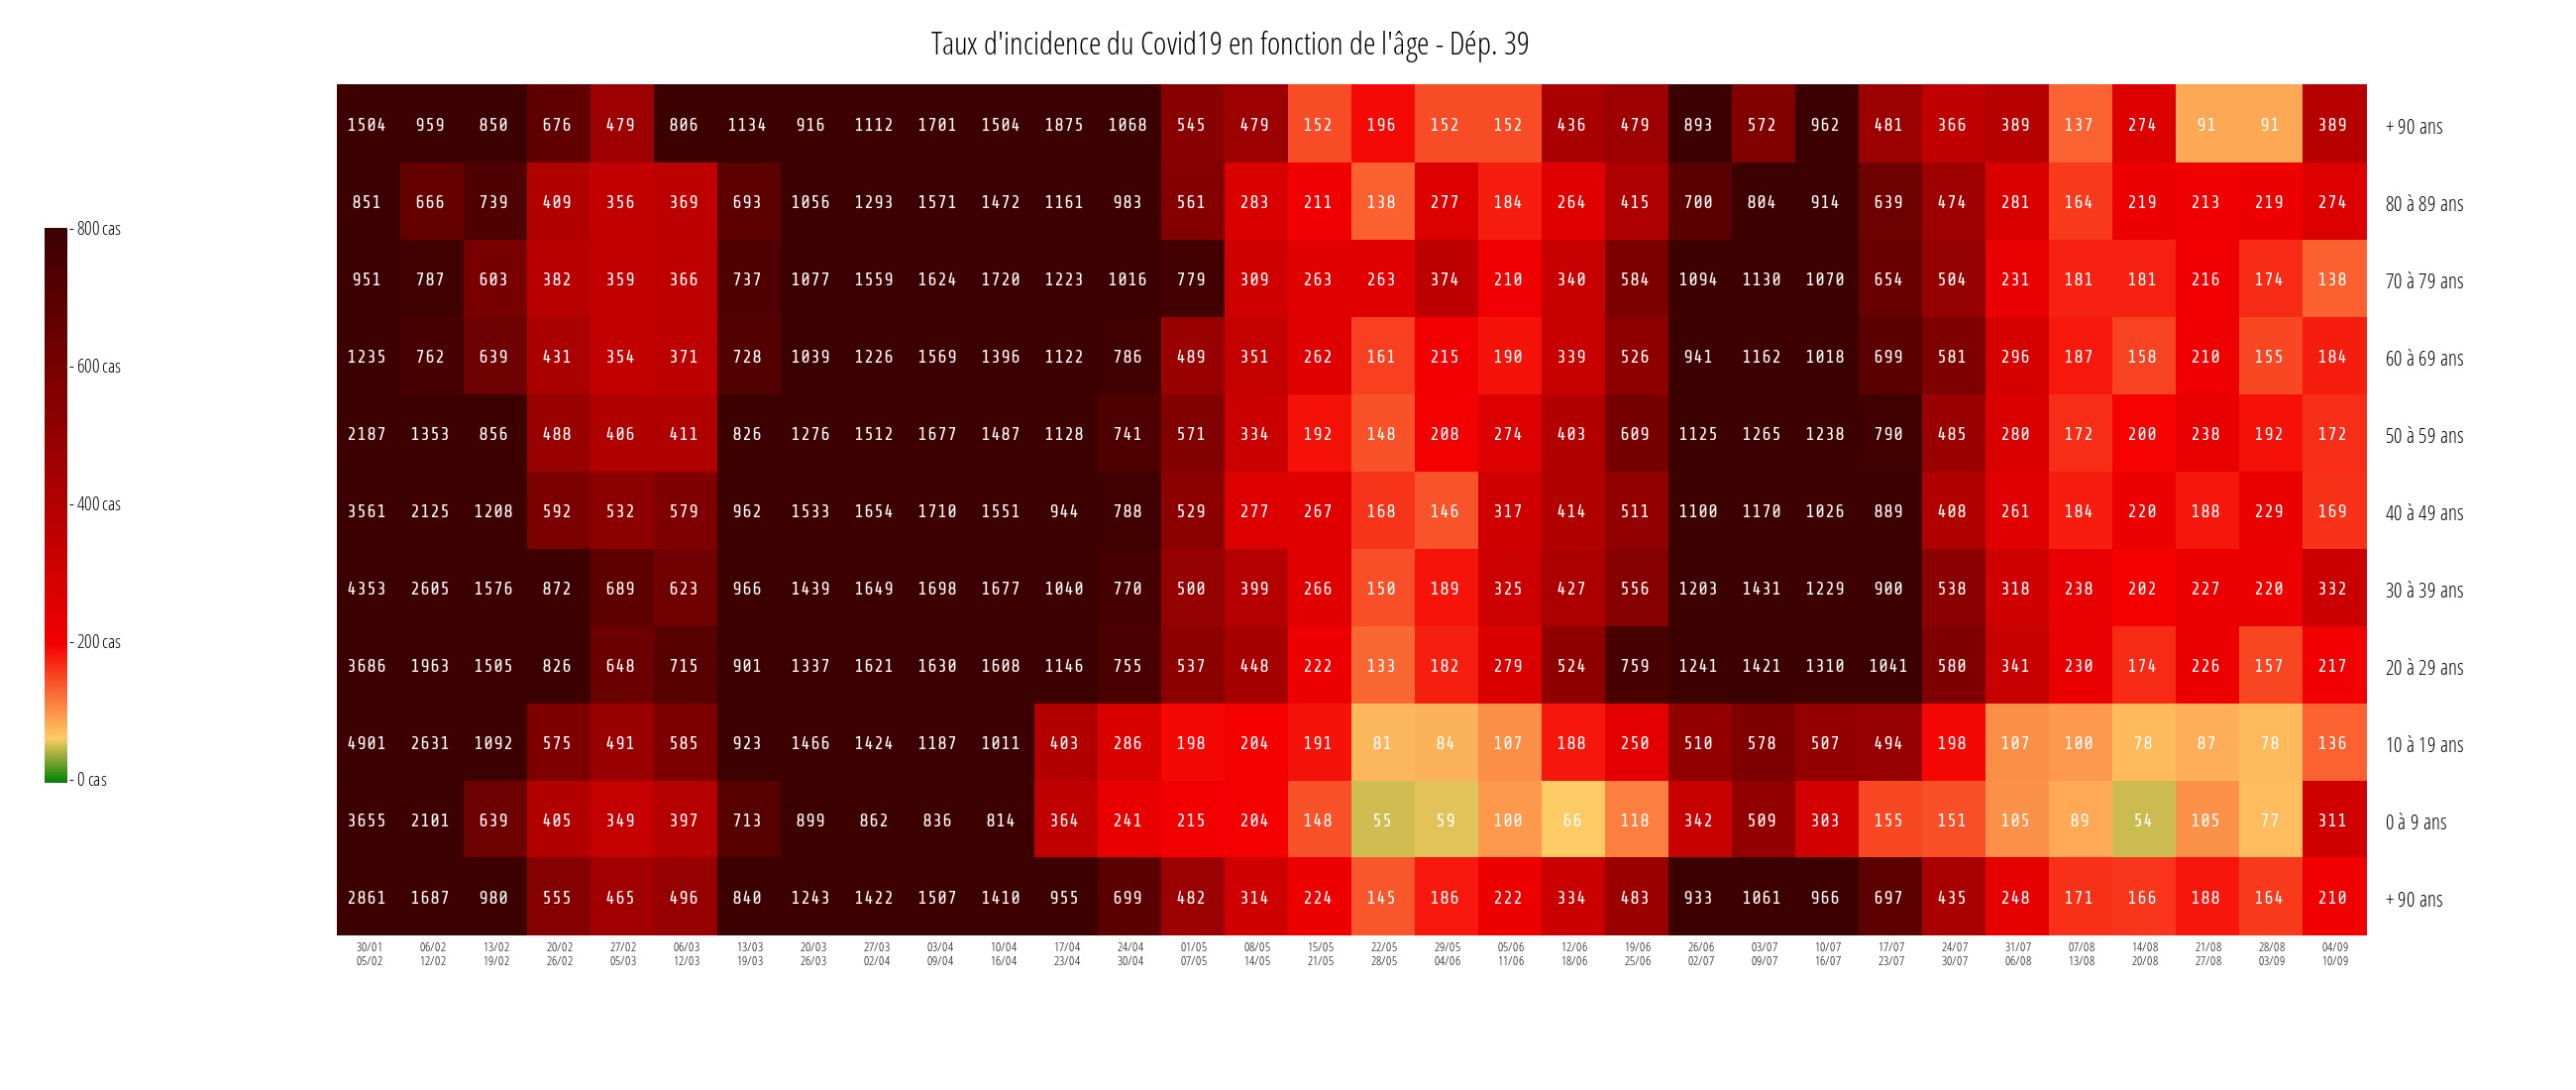 Taux d'incidence du Covid19 en fonction de l'âge - Dép. 39
- 800 cas
- 600 cas
- 400 cas
- 200 cas
- 0 cas
1504 959 850 676 479 806 1134 916 1112 1701 1504 1875 1068 545 479 152 196 152 152 436 479 893 572 962 481 366 389 137 274 91 91 389 + 90 ans
851 666 739 409 356 369 693 1056 1293 1571 1472 1161 983 561 283 211 138 277 184 264 415 700 804 914 639 474 281 164 219 213 219 274 80 à 89 ans
951 787 603 382 359 366 737 1077 1559 1624 1720 1223 1016 779 309 263 263 374 210 340 584 1094 1130 1070 654 504 231 181 181 216 174 138 70 à 79 ans
1235 762 639 431 354 371 728 1039 1226 1569 1396 1122 786 489 351 262 161 215 190 339 526 941 1162 1018 699 581 296 187 158 210 155 184 60 à 69 ans
2187 1353 856 488 406 411 826 1276 1512 1677 1487 1128 741 571 334 192 148 208 274 403 609 1125 1265 1238 790 485 280 172 200 238 192 172 50 à 59 ans
3561 2125 1208 592 532 579 962 1533 1654 1710 1551 944 788 529 277 267 168 146 317 414 511 1100 1170 1026 889 408 261 184 220 188 229 169 40 à 49 ans
4353 2605 1576 872 689 623 966 1439 1649 1698 1677 1040 770 500 399 266 150 189 325 427 556 1203 1431 1229 900 538 318 238 202 227 220 332 30 à 39 ans
3686 1963 1505 826 648 715 901 1337 1621 1630 1608 1146 755 537 448 222 133 182 279 524 759 1241 1421 1310 1041 580 341 230 174 226 157 217 20 à 29 ans
4901 2631 1092 575 491 585 923 1466 1424 1187 1011 403 286 198 204 191 81 84 107 188 250 510 578 507 494 198 107 100 78 87 78 136 10 à 19 ans
3655 2101 639 405 349 397 713 899 862 836 814 364 241 215 204 148 55 59 100 66 118 342 509 303 155 151 105 89 54 105 77 311 0 à 9 ans
2861 1687 980 555 465 496 840 1243 1422 1507 1410 955 699 482 314 224 145 186 222 334 483 933 1061 966 697 435 248 171 166 188 164 210 + 90 ans
30/01 06/02 13/02 20/02 27/02 06/03 13/03 20/03 27/03 03/04 10/04 17/04 24/04 01/05 08/05 15/05 22/05 29/05 05/06 12/06 19/06 26/06 03/07 10/07 17/07 24/07 31/07 07/08 14/08 21/08 28/08 04/09
05/02 12/02 19/02 26/02 05/03 12/03 19/03 26/03 02/04 09/04 16/04 23/04 30/04 07/05 14/05 21/05 28/05 04/06 11/06 18/06 25/06 02/07 09/07 16/07 23/07 30/07 06/08 13/08 20/08 27/08 03/09 10/09